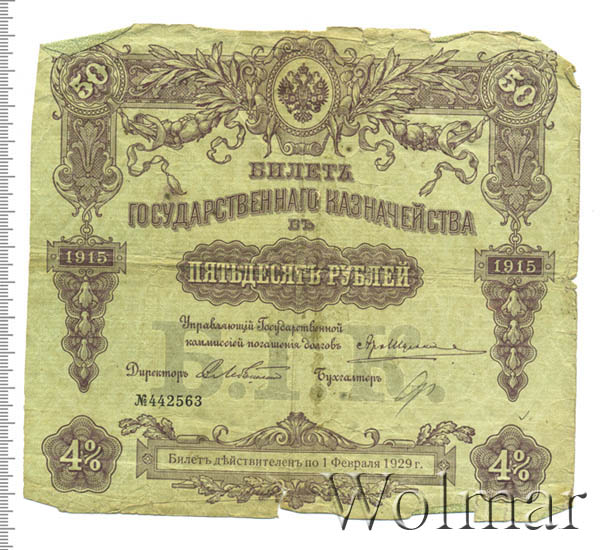 50 50
БИЛЕТЪ
ГОСУДАРСТВЕННАГО КАЗНАЧЕЙСТВА
ВЪ
1915 ПЯТЬДЕСЯТЪ РУБЛЕЙ 1915
Управляющій Государственной
коммиссіей погашенія долговъ
Директоръ Бухгалтеръ
Б.Г.К.
№442563
4% Билетъ дѣйствителенъ по 1 Февраля 1929 г. 4%
Wolmar